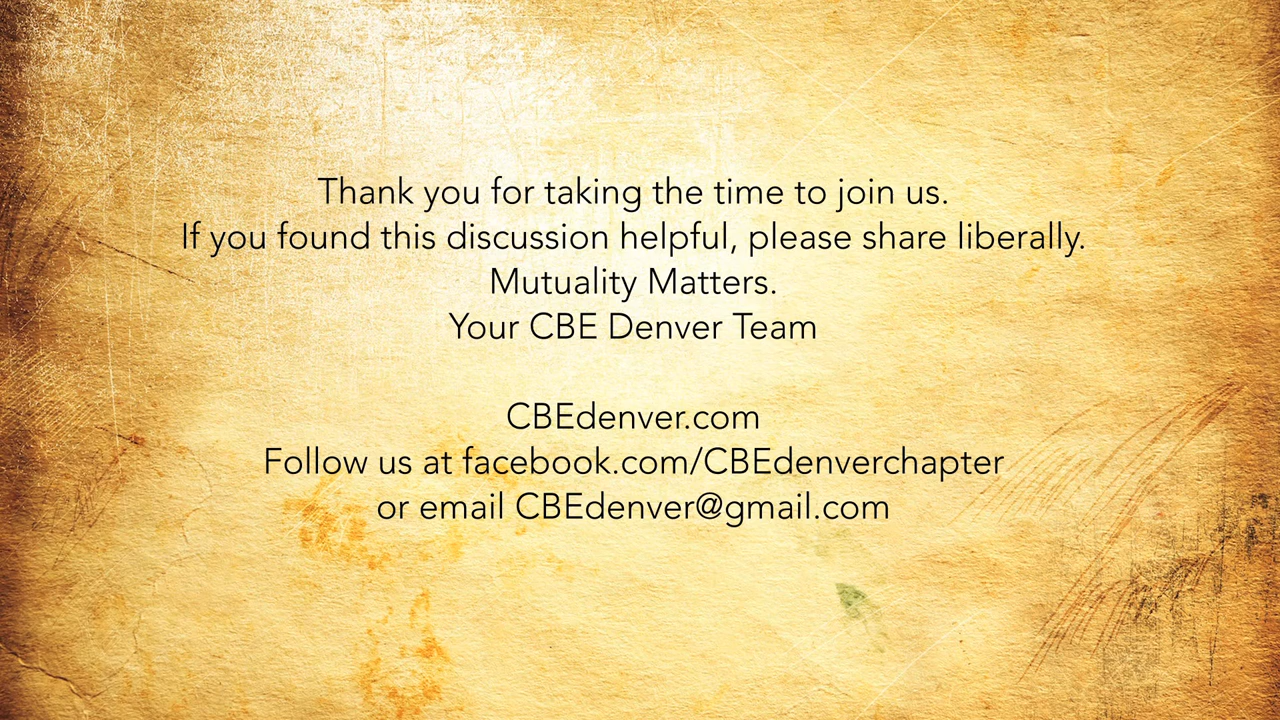 Thank you for taking the time to join us.
If you found this discussion helpful, please share liberally.
Mutuality Matters.
Your CBE Denver Team
CBEdenver.com
Follow us at facebook.com/CBEdenverchapter
or email CBEdenver@gmail.com